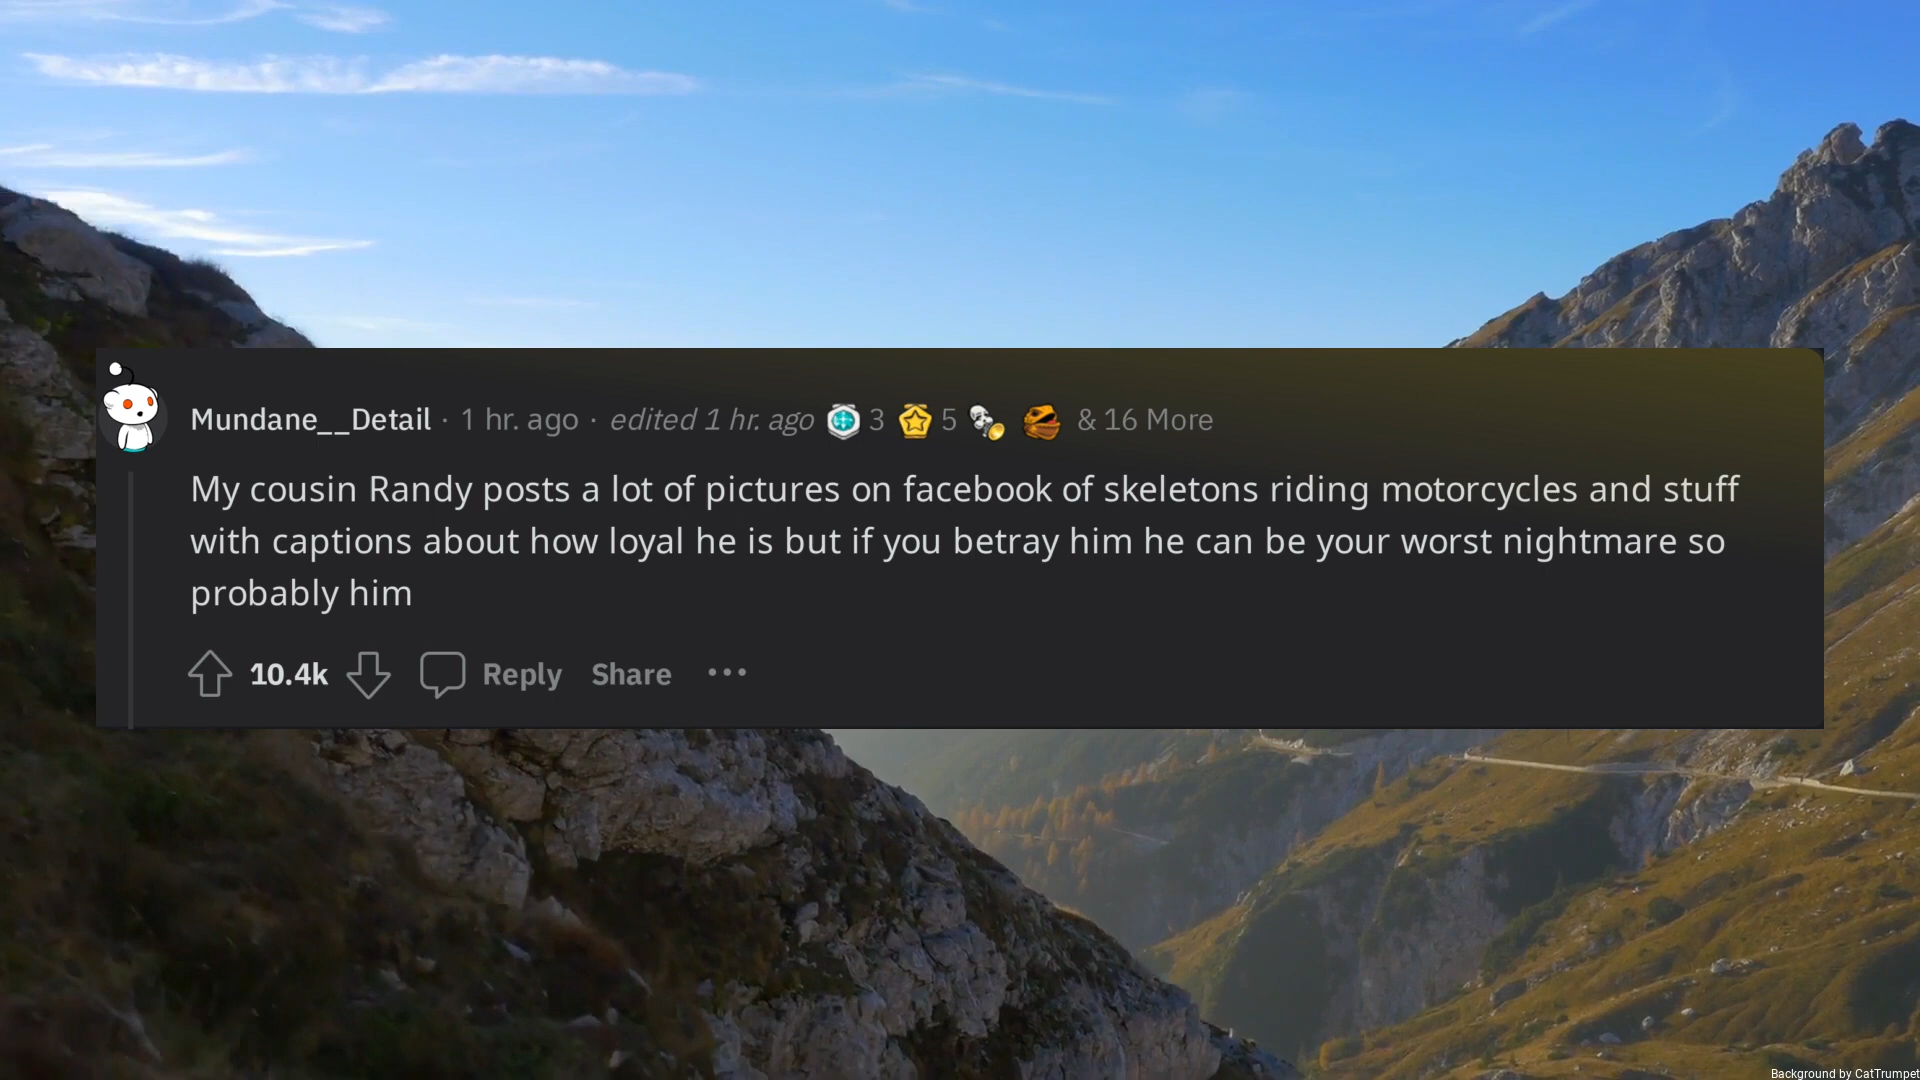 Mundane__Detail · 1 hr. ago · edited 1 hr. ago 3 5 & 16 More
My cousin Randy posts a lot of pictures on facebook of skeletons riding motorcycles and stuff
with captions about how loyal he is but if you betray him he can be your worst nightmare so
probably him
10.4k Reply Share ···
Background by CatTrumpet